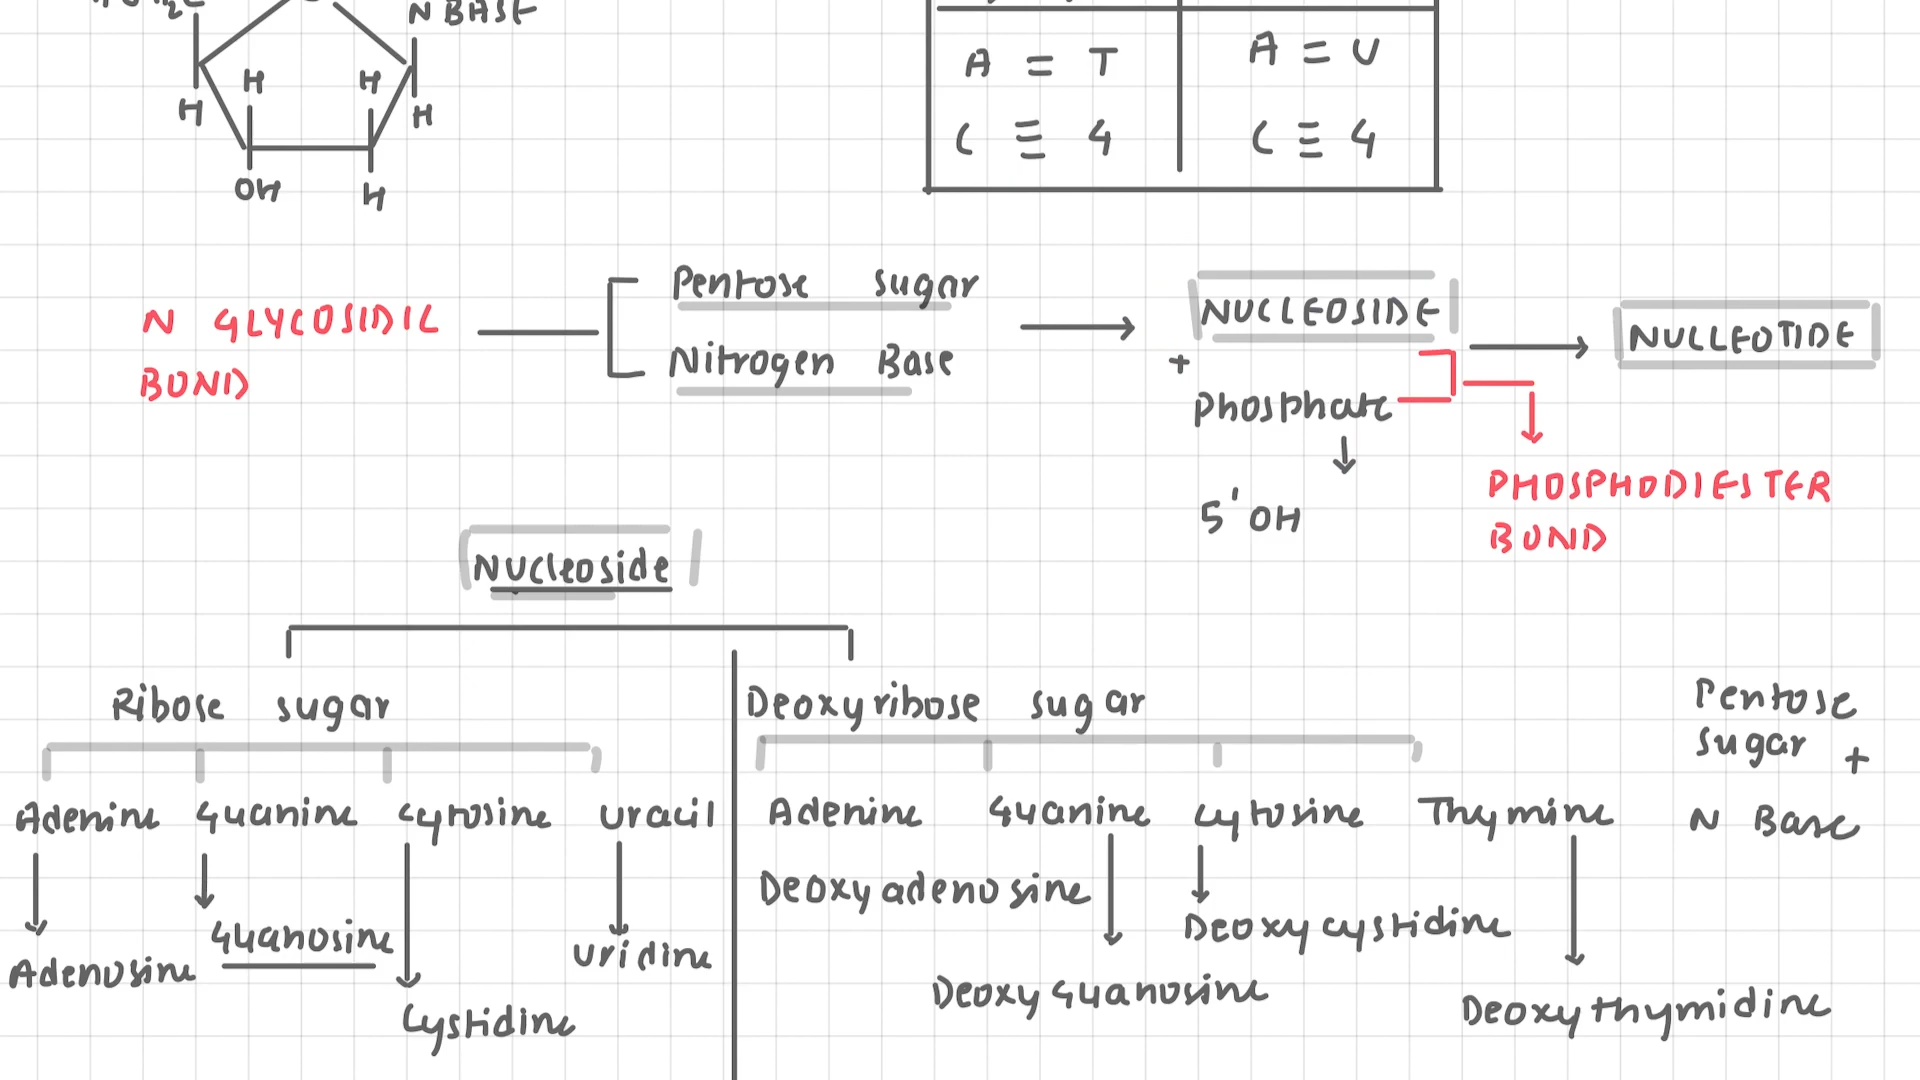 N BASE
H
H
H
H
OH
H
A = T
A = U
C ≡ G
C ≡ G
N GLYCOSIDIC
BOND
Pentose sugar
Nitrogen Base
NUCLEOSIDE
+
phosphate
5'OH
NUCLEOTIDE
PHOSPHODIESTER
BOND
Nucleoside
Ribose sugar
Adenine Guanine Cytosine Uracil
Adenosine
Guanosine
Cystidine
Uridine
Deoxyribose sugar
Adenine Guanine Cytosine Thymine
Deoxyadenosine
Deoxyguanosine
Deoxycystidine
Deoxythymidine
Pentose
sugar +
N Base